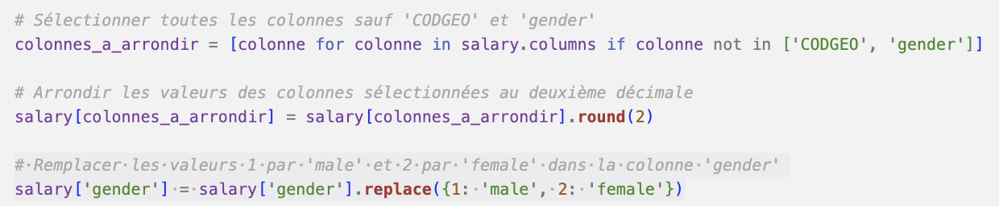 # Sélectionner toutes les colonnes sauf 'CODGEO' et 'gender'
colonnes_a_arrondir = [colonne for colonne in salary.columns if colonne not in ['CODGEO', 'gender']]
# Arrondir les valeurs des colonnes sélectionnées au deuxième décimale
salary[colonnes_a_arrondir] = salary[colonnes_a_arrondir].round(2)
# Remplacer les valeurs 1 par 'male' et 2 par 'female' dans la colonne 'gender'
salary['gender'] = salary['gender'].replace({1: 'male', 2: 'female'})